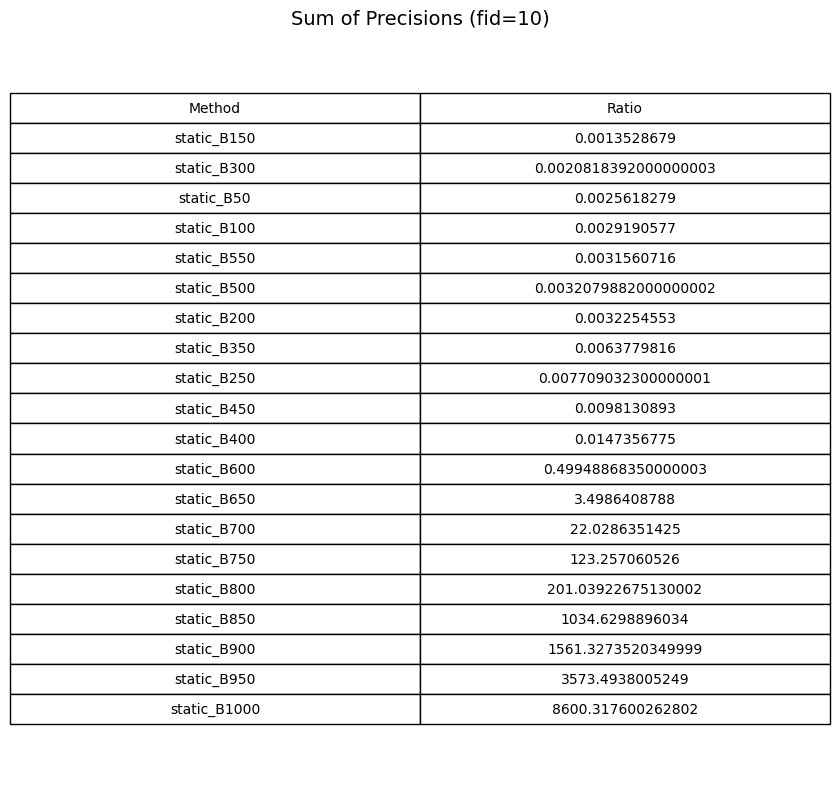 Sum of Precisions (fid=10)
Method Ratio
static_B150 0.0013528679
static_B300 0.0020818392000000003
static_B50 0.0025618279
static_B100 0.0029190577
static_B550 0.0031560716
static_B500 0.0032079882000000002
static_B200 0.0032254553
static_B350 0.0063779816
static_B250 0.007709032300000001
static_B450 0.0098130893
static_B400 0.0147356775
static_B600 0.49948868350000003
static_B650 3.4986408788
static_B700 22.0286351425
static_B750 123.257060526
static_B800 201.03922675130002
static_B850 1034.6298896034
static_B900 1561.3273520349999
static_B950 3573.4938005249
static_B1000 8600.317600262802